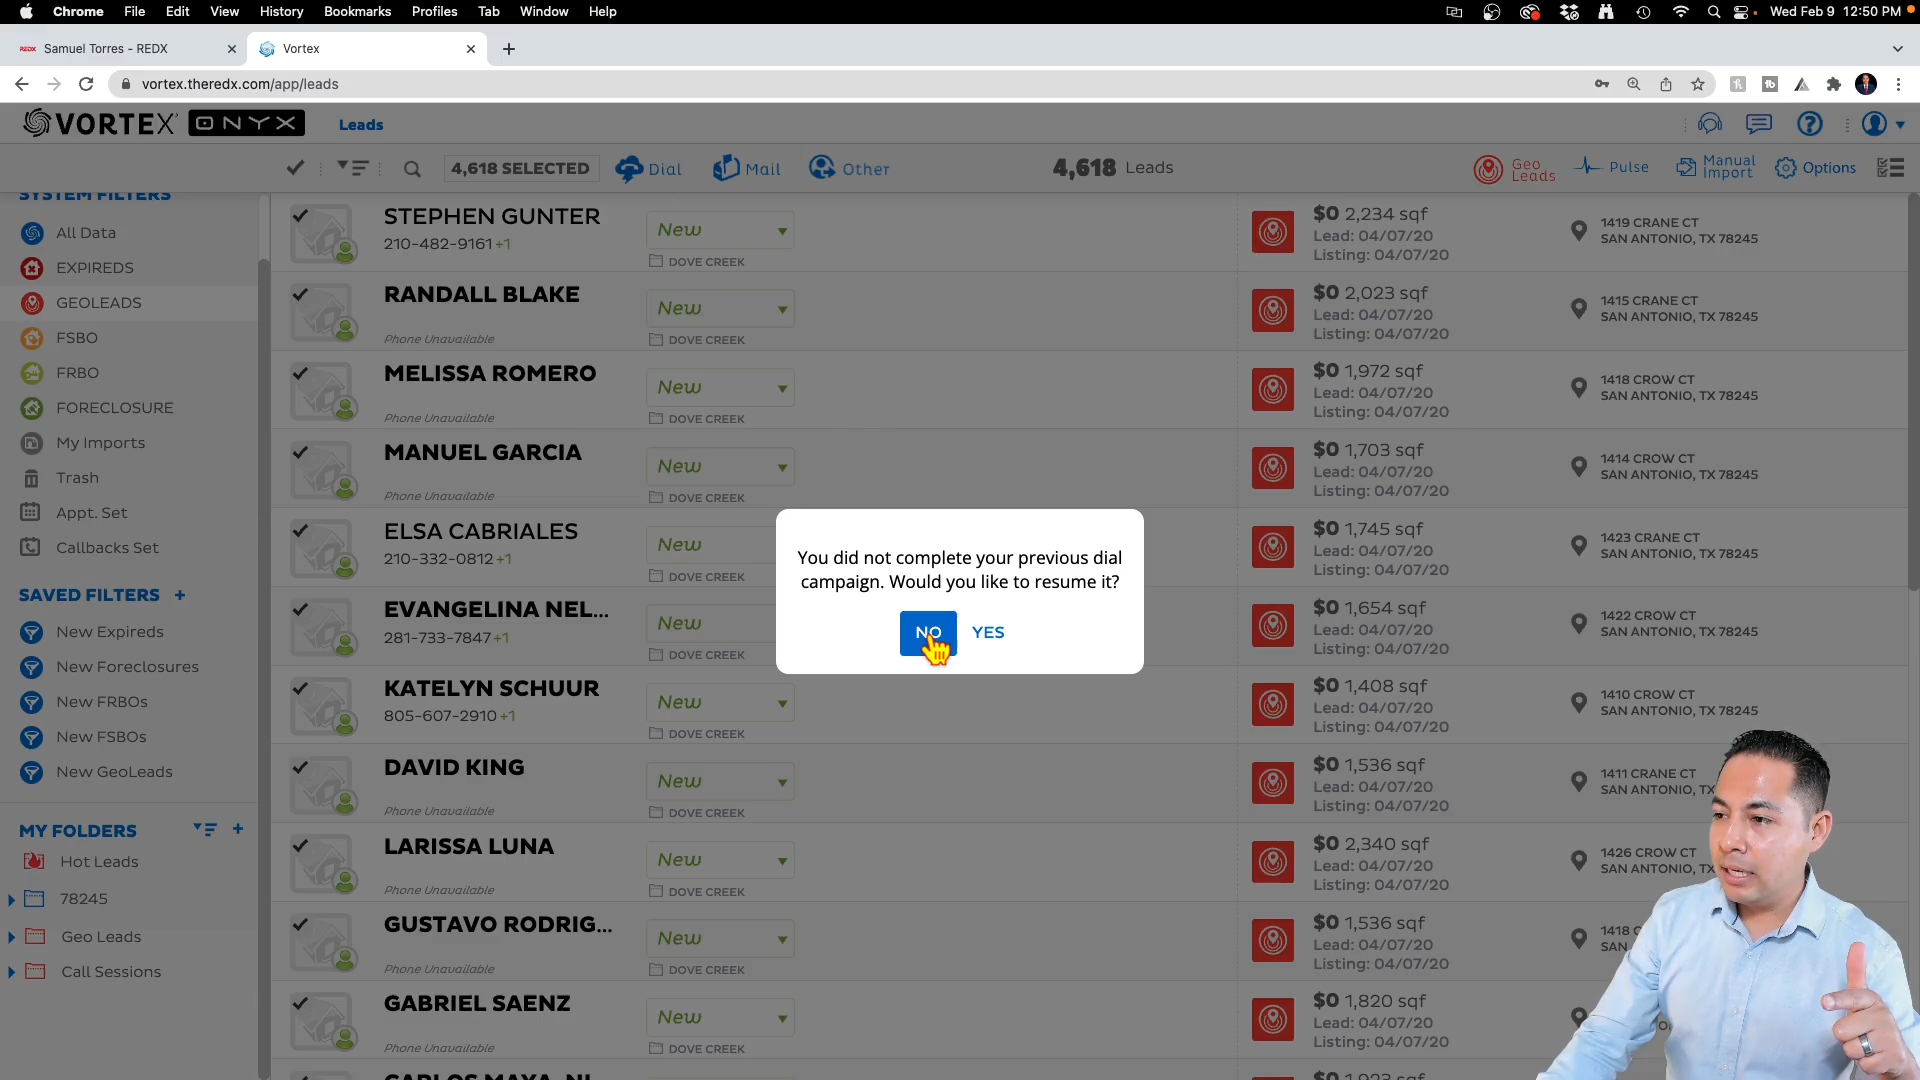 Chrome File Edit View History Bookmarks Profiles Tab Window Help
Wed Feb 9 12:50 PM
REDX Samuel Torres - REDX
Vortex
vortex.theredx.com/app/leads
VORTEX ONYX Leads
4,618 SELECTED Dial Mail Other 4,618 Leads
Geo Leads Pulse Manual Import Options
SYSTEM FILTERS
All Data
EXPIREDS
GEOLEADS
FSBO
FRBO
FORECLOSURE
My Imports
Trash
Appt. Set
Callbacks Set
SAVED FILTERS +
New Expireds
New Foreclosures
New FRBOs
New FSBOs
New GeoLeads
MY FOLDERS +
Hot Leads
78245
Geo Leads
Call Sessions
STEPHEN GUNTER
210-482-9161 +1
New
DOVE CREEK
$0 2,234 sqf
Lead: 04/07/20
Listing: 04/07/20
1419 CRANE CT
SAN ANTONIO, TX 78245
RANDALL BLAKE
Phone Unavailable
New
DOVE CREEK
$0 2,023 sqf
Lead: 04/07/20
Listing: 04/07/20
1415 CRANE CT
SAN ANTONIO, TX 78245
MELISSA ROMERO
Phone Unavailable
New
DOVE CREEK
$0 1,972 sqf
Lead: 04/07/20
Listing: 04/07/20
1418 CROW CT
SAN ANTONIO, TX 78245
MANUEL GARCIA
Phone Unavailable
New
DOVE CREEK
$0 1,703 sqf
Lead: 04/07/20
Listing: 04/07/20
1414 CROW CT
SAN ANTONIO, TX 78245
ELSA CABRIALES
210-332-0812 +1
New
DOVE CREEK
$0 1,745 sqf
Lead: 04/07/20
Listing: 04/07/20
1423 CRANE CT
SAN ANTONIO, TX 78245
EVANGELINA NEL...
281-733-7847 +1
New
DOVE CREEK
$0 1,654 sqf
Lead: 04/07/20
Listing: 04/07/20
1422 CROW CT
SAN ANTONIO, TX 78245
KATELYN SCHUUR
805-607-2910 +1
New
DOVE CREEK
$0 1,408 sqf
Lead: 04/07/20
Listing: 04/07/20
1410 CROW CT
SAN ANTONIO, TX 78245
DAVID KING
Phone Unavailable
New
DOVE CREEK
$0 1,536 sqf
Lead: 04/07/20
Listing: 04/07/20
1411 CRANE CT
SAN ANTONIO, TX
LARISSA LUNA
Phone Unavailable
New
DOVE CREEK
$0 2,340 sqf
Lead: 04/07/20
Listing: 04/07/20
1426 CROW CT
SAN ANTONIO, TX
GUSTAVO RODRIG...
Phone Unavailable
New
DOVE CREEK
$0 1,536 sqf
Lead: 04/07/20
Listing: 04/07/20
1418
SAN
GABRIEL SAENZ
Phone Unavailable
New
DOVE CREEK
$0 1,820 sqf
Lead: 04/07/20
Listing: 04/07/20
You did not complete your previous dial
campaign. Would you like to resume it?
NO YES